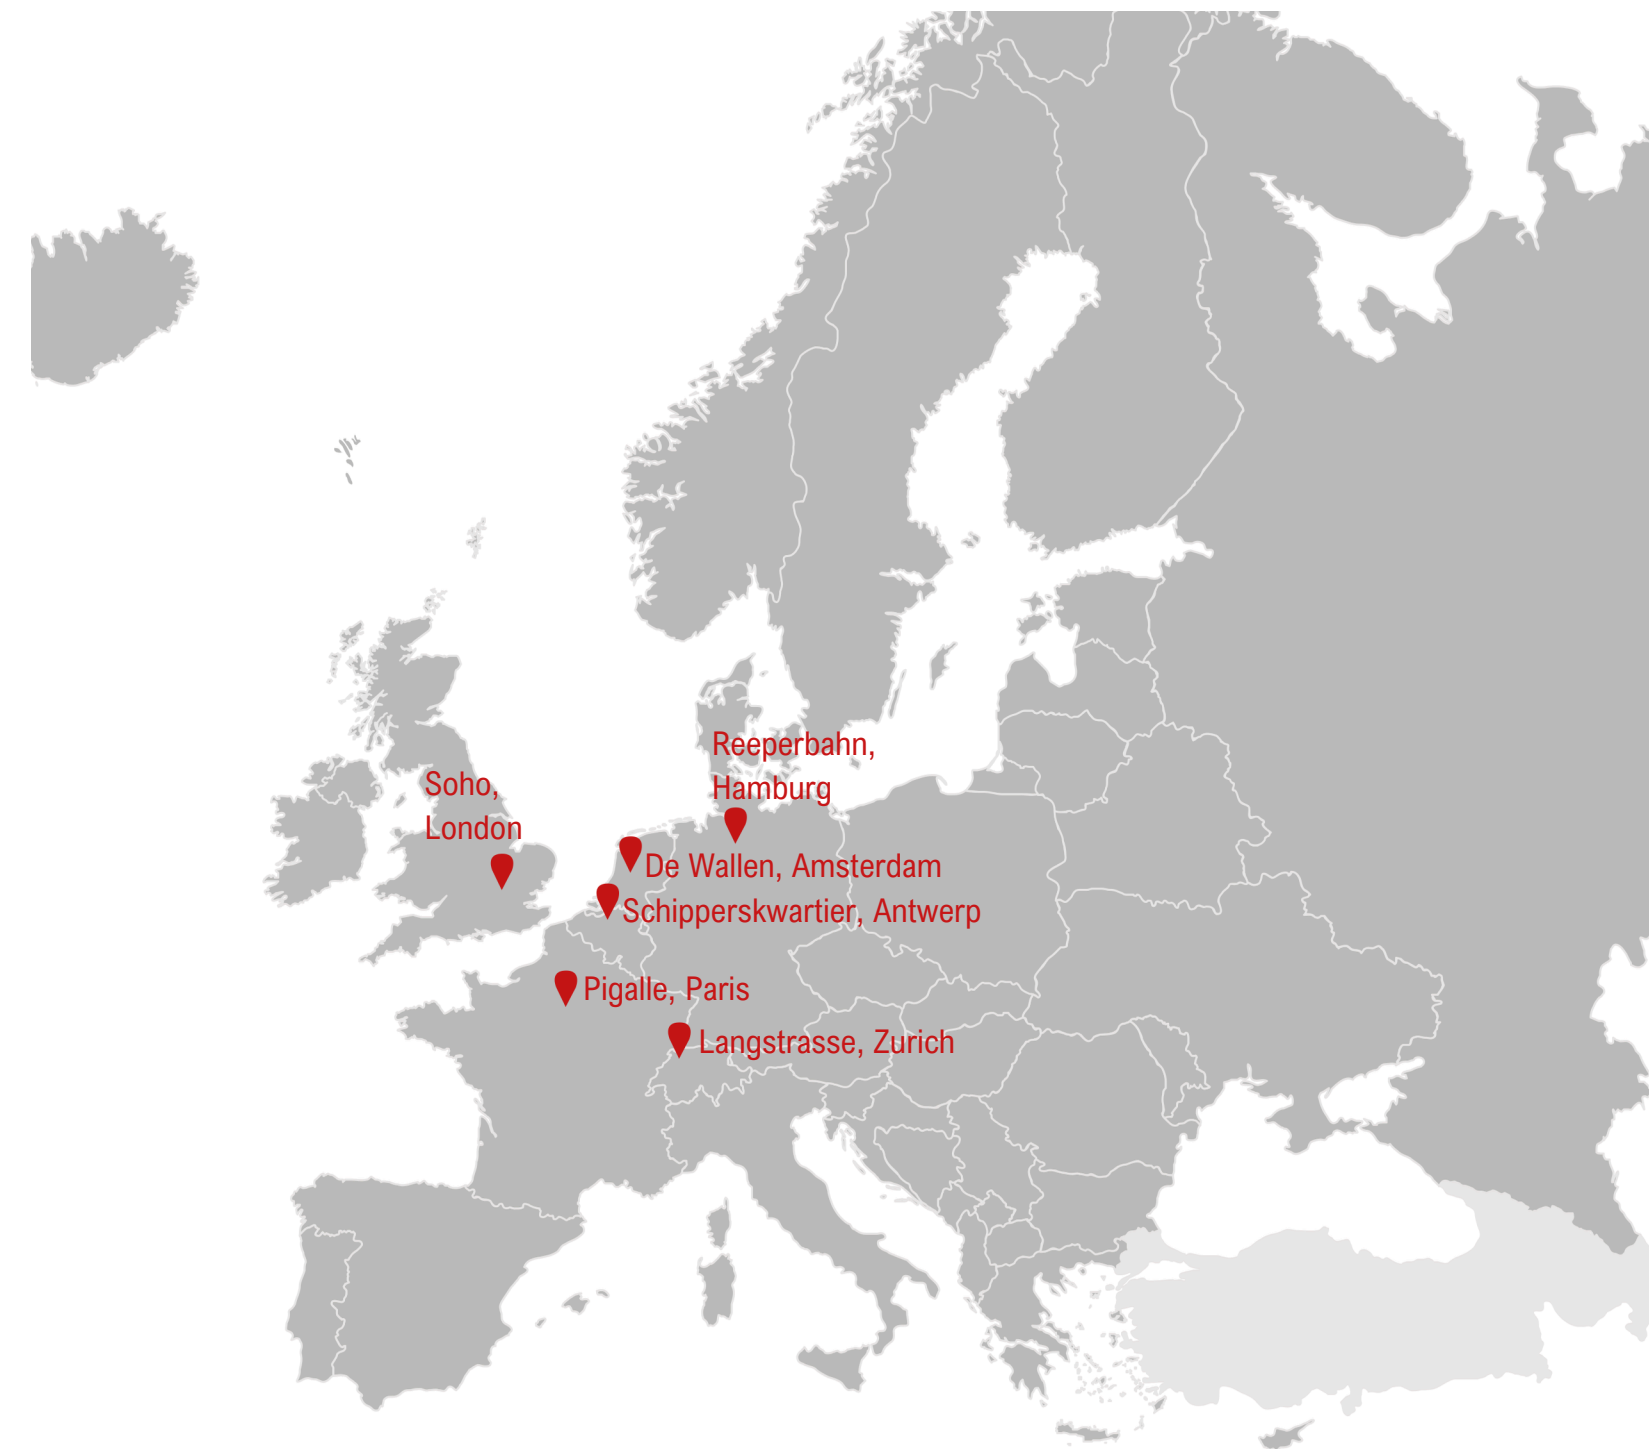 Reeperbahn,
Hamburg
Soho,
London
De Wallen, Amsterdam
Schipperskwartier, Antwerp
Pigalle, Paris
Langstrasse, Zurich